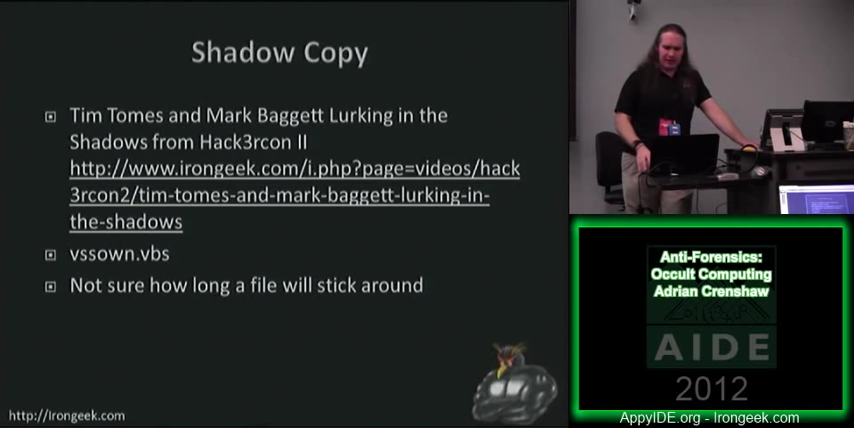 Shadow Copy
Tim Tomes and Mark Baggett Lurking in the
Shadows from Hack3rcon II
http://www.irongeek.com/i.php?page=videos/hack
3rcon2/tim-tomes-and-mark-baggett-lurking-in-
the-shadows
vssown.vbs
Not sure how long a file will stick around
http://Irongeek.com
Anti-Forensics:
Occult Computing
Adrian Crenshaw
AIDE
2012
AppyIDE.org - Irongeek.com